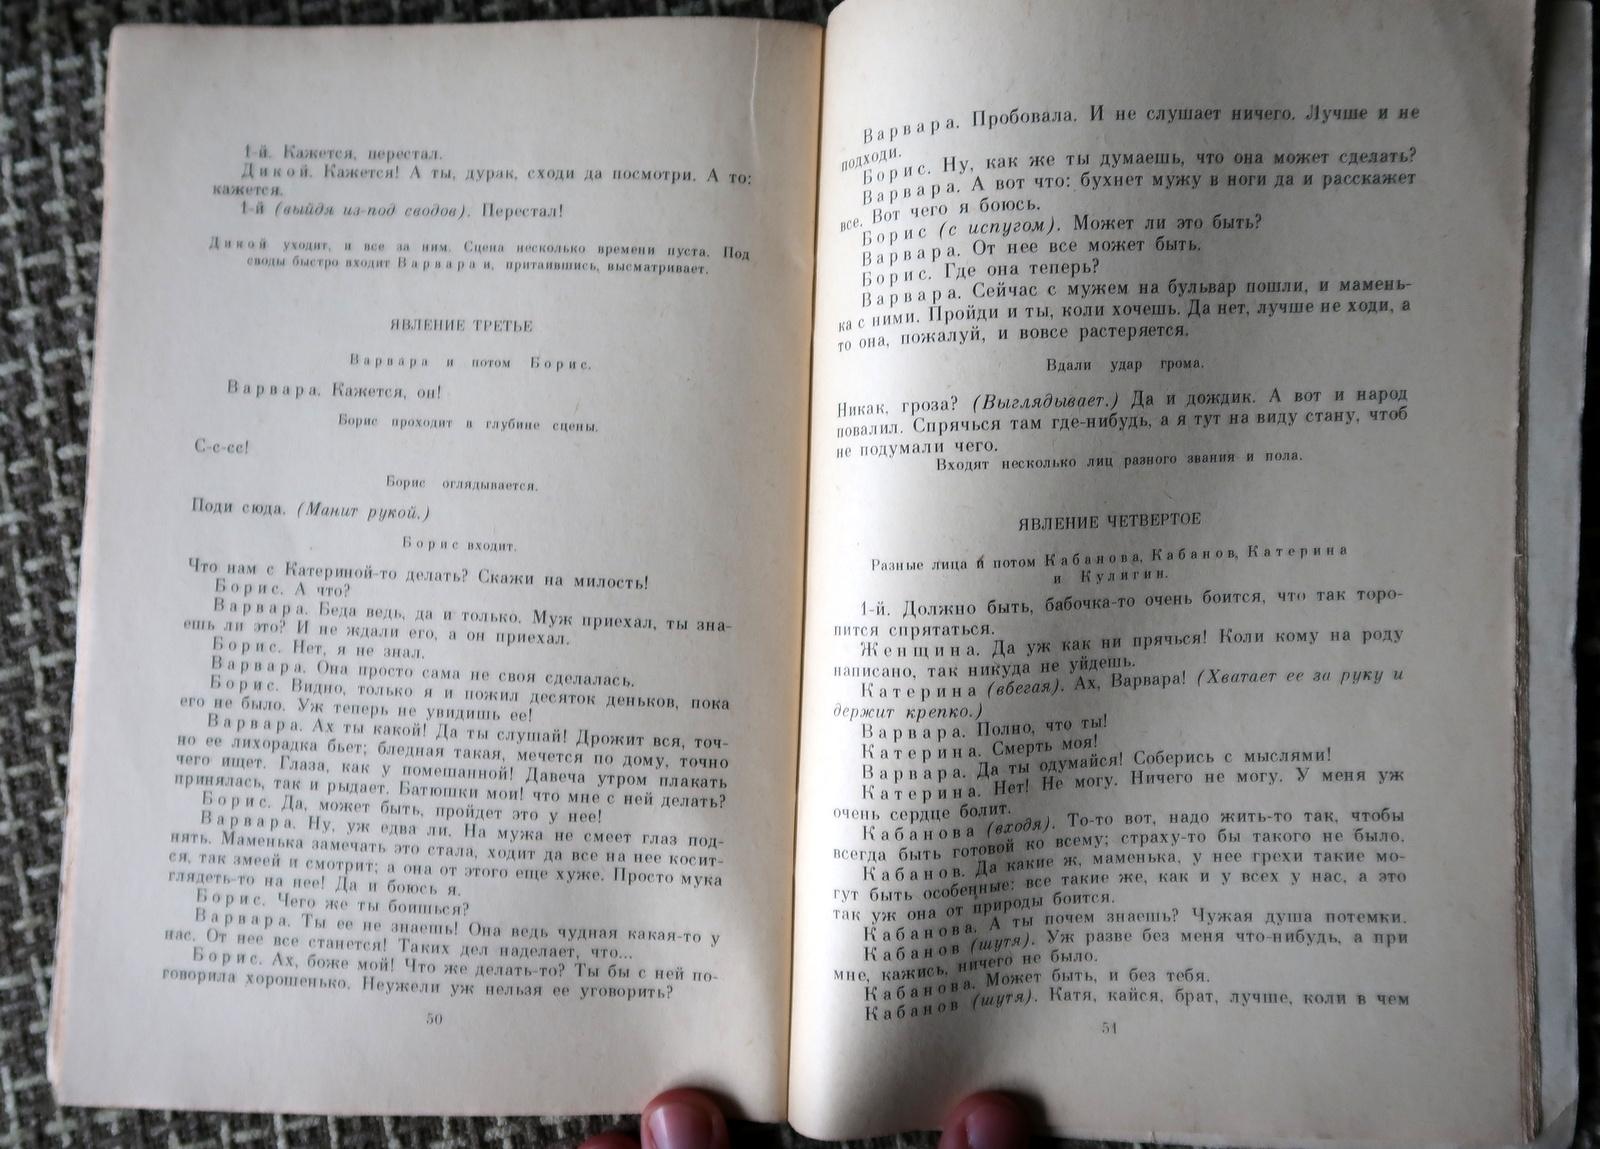 1-й. Кажется, перестал.
Дикой. Кажется! А ты, дурак, сходи да посмотри. А то:
кажется.
1-й (выйдя из-под сводов). Перестал!
Дикой уходит, и все за ним. Сцена несколько времени пуста. Под
своды быстро входит Варвара и, притаившись, высматривает.
ЯВЛЕНИЕ ТРЕТЬЕ
Варвара и потом Борис.
Варвара. Кажется, он!
Борис проходит в глубине сцены.
С-с-сс!
Борис оглядывается.
Поди сюда. (Манит рукой.)
Борис входит.
Что нам с Катериной-то делать? Скажи на милость!
Борис. А что?
Варвара. Беда ведь, да и только. Муж приехал, ты зна-
ешь ли это? И не ждали его, а он приехал.
Борис. Нет, я не знал.
Варвара. Она просто сама не своя сделалась.
Борис. Видно, только я и пожил десяток деньков, пока
его не было. Уж теперь не увидишь ее!
Варвара. Ах ты какой! Да ты слушай! Дрожит вся, точ-
но ее лихорадка бьет; бледная такая, мечется по дому, точно
чего ищет. Глаза, как у помешанной! Давеча утром плакать
принялась, так и рыдает. Батюшки мои! что мне с ней делать?
Борис. Да, может быть, пройдет это у нее!
Варвара. Ну, уж едва ли. На мужа не смеет глаз под-
нять. Маменька замечать это стала, ходит да все на нее косит-
ся, так змеей и смотрит; а она от этого еще хуже. Просто мука
глядеть-то на нее! Да и боюсь я.
Борис. Чего же ты боишься?
Варвара. Ты ее не знаешь! Она ведь чудная какая-то у
нас. От нее все станется! Таких дел наделает, что...
Борис. Ах, боже мой! Что же делать-то? Ты бы с ней по-
говорила хорошенько. Неужели уж нельзя ее уговорить?
50
Варвара. Пробовала. И не слушает ничего. Лучше и не
подходи.
Борис. Ну, как же ты думаешь, что она может сделать?
Варвара. А вот что: бухнет мужу в ноги да и расскажет
все. Вот чего я боюсь.
Борис (с испугом). Может ли это быть?
Варвара. От нее все может быть.
Борис. Где она теперь?
Варвара. Сейчас с мужем на бульвар пошли, и мамень-
ка с ними. Пройди и ты, коли хочешь. Да нет, лучше не ходи, а
то она, пожалуй, и вовсе растеряется.
Вдали удар грома.
Никак, гроза? (Выглядывает.) Да и дождик. А вот и народ
повалил. Спрячься там где-нибудь, а я тут на виду стану, чтоб
не подумали чего.
Входят несколько лиц разного звания и пола.
ЯВЛЕНИЕ ЧЕТВЕРТОЕ
Разные лица и потом Кабанова, Кабанов, Катерина
и Кулигин.
1-й. Должно быть, бабочка-то очень боится, что так торо-
пится спрятаться.
Женщина. Да уж как ни прячься! Коли кому на роду
написано, так никуда не уйдешь.
Катерина (вбегая). Ах, Варвара! (Хватает ее за руку и
держит крепко.)
Варвара. Полно, что ты!
Катерина. Смерть моя!
Варвара. Да ты одумайся! Соберись с мыслями!
Катерина. Нет! Не могу. Ничего не могу. У меня уж
очень сердце болит.
Кабанова (входя). То-то вот, надо жить-то так, чтобы
всегда быть готовой ко всему; страху-то бы такого не было.
Кабанов. Да какие ж, маменька, у нее грехи такие мо-
гут быть особенные: все такие же, как и у всех у нас, а это
так уж она от природы боится.
Кабанова. А ты почем знаешь? Чужая душа потемки.
Кабанов (шутя). Уж разве без меня что-нибудь, а при
мне, кажись, ничего не было.
Кабанова. Может быть, и без тебя.
Кабанов (шутя). Катя, кайся, брат, лучше, коли в чем
51